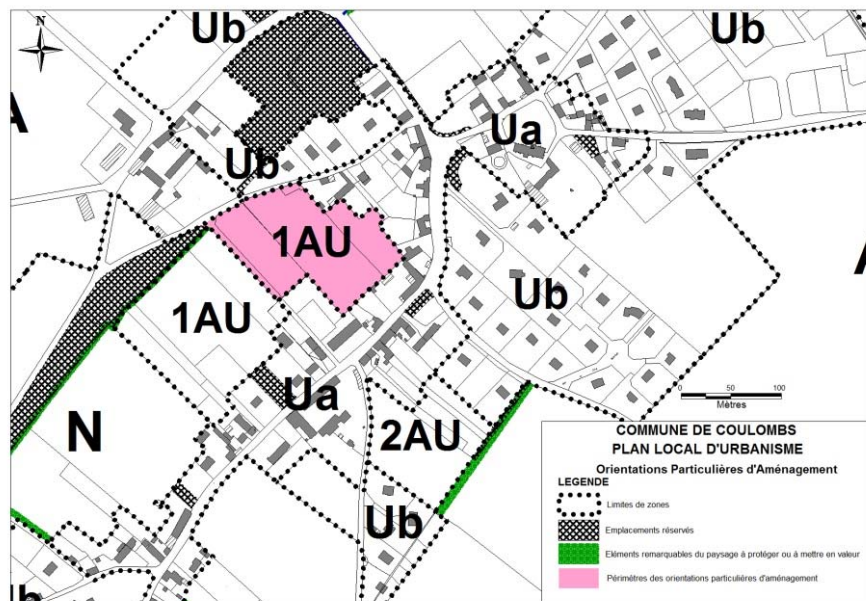 N
Ub
Ub
A
Ua
Ub
1AU
A
1AU
Ub
Ua
N
2AU
Ub
Ub
0 50 100
Mètres
COMMUNE DE COULOMBS
PLAN LOCAL D'URBANISME
Orientations Particulières d'Aménagement
LEGENDE
Limites de zones
Emplacements réservés
Eléments remarquables du paysage à protéger ou à mettre en valeur
Périmètres des orientations particulières d'aménagement